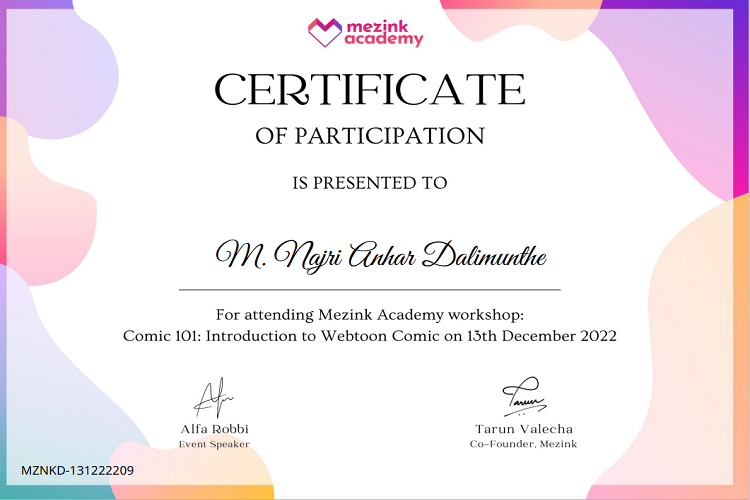 mezink
academy
CERTIFICATE
OF PARTICIPATION
IS PRESENTED TO
M. Najri Anhar Dalimunthe
For attending Mezink Academy workshop:
Comic 101: Introduction to Webtoon Comic on 13th December 2022
Alfa Robbi
Event Speaker
Tarun Valecha
Co-Founder, Mezink
MZNKD-131222209